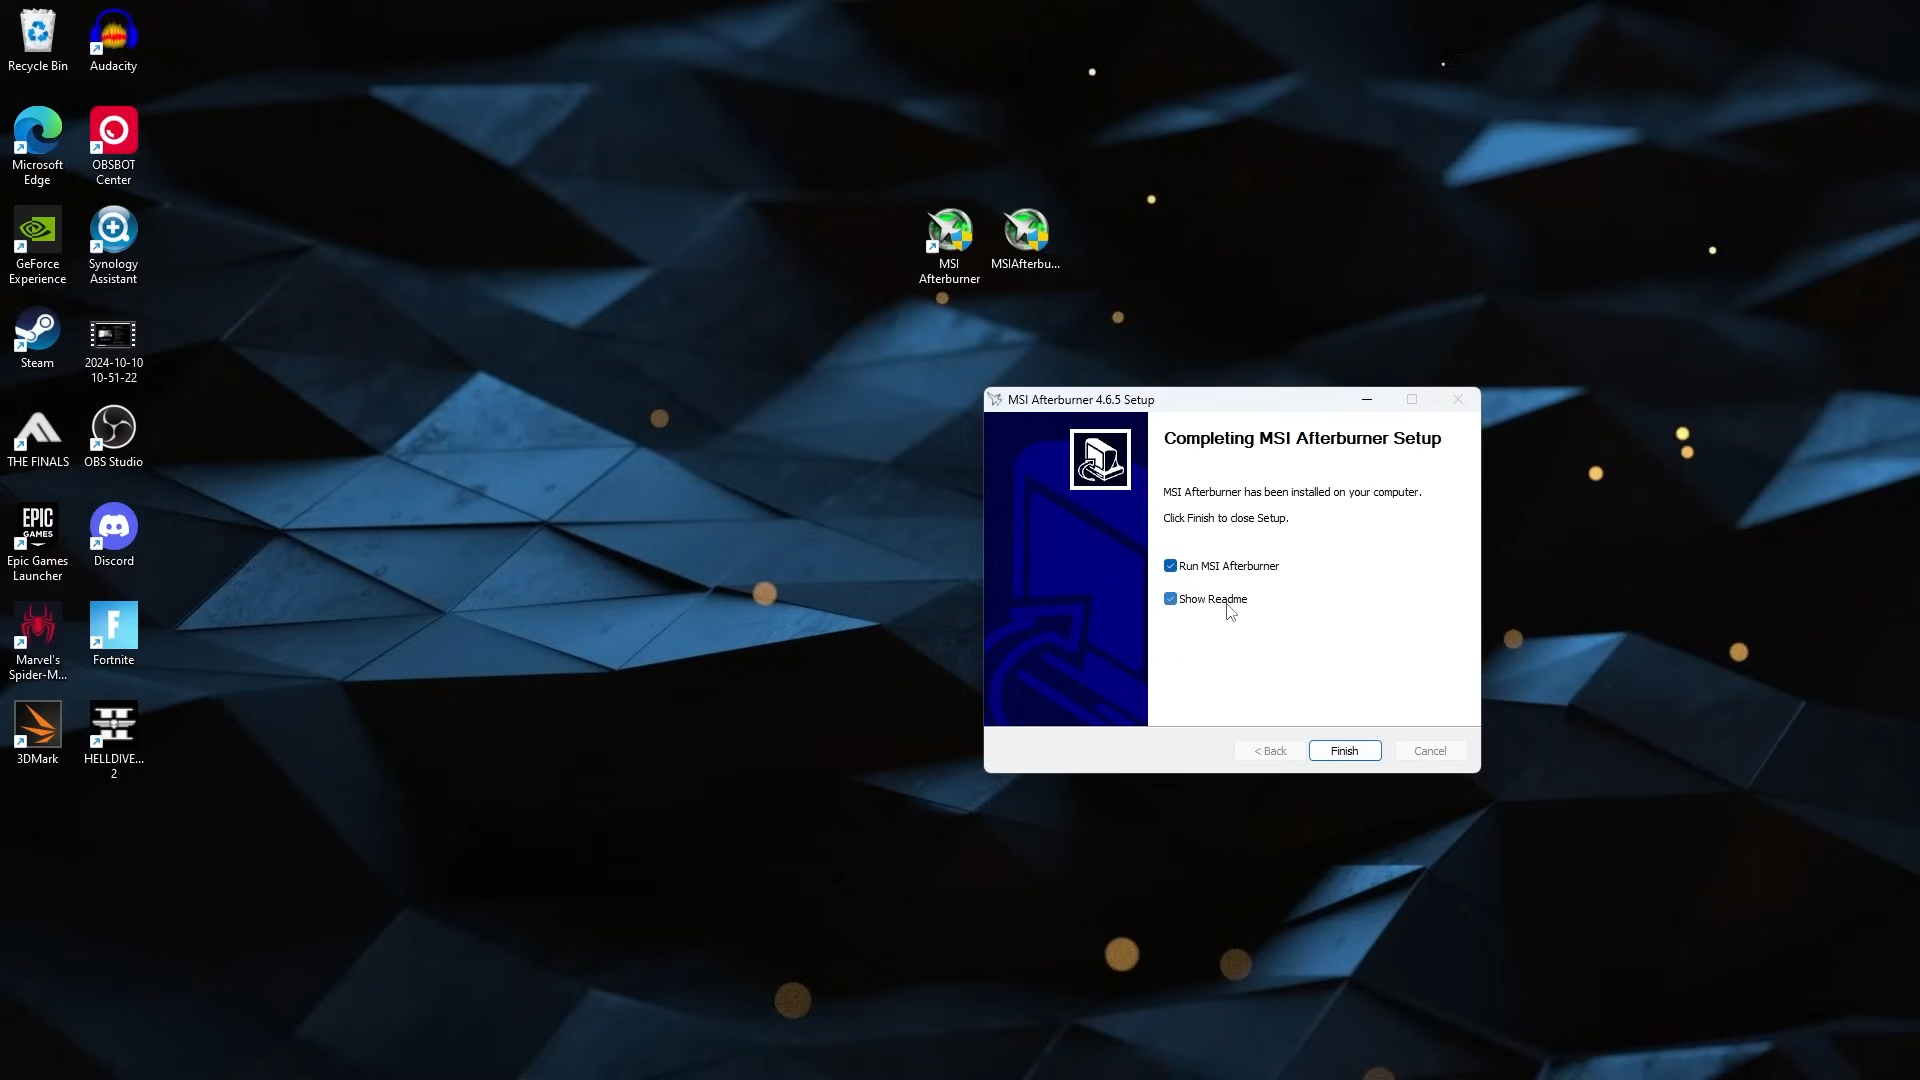 Recycle Bin
Audacity
Microsoft
Edge
OBSBOT
Center
GeForce
Experience
Synology
Assistant
Steam
2024-10-10
10-51-22
THE FINALS
OBS Studio
EPIC
GAMES
Epic Games
Launcher
Discord
Marvel's
Spider-M...
F
Fortnite
3DMark
HELLDIVE...
2
MSI
Afterburner
MSIAfterbu...
MSI Afterburner 4.6.5 Setup
Completing MSI Afterburner Setup
MSI Afterburner has been installed on your computer.
Click Finish to close Setup.
Run MSI Afterburner
Show Readme
< Back
Finish
Cancel